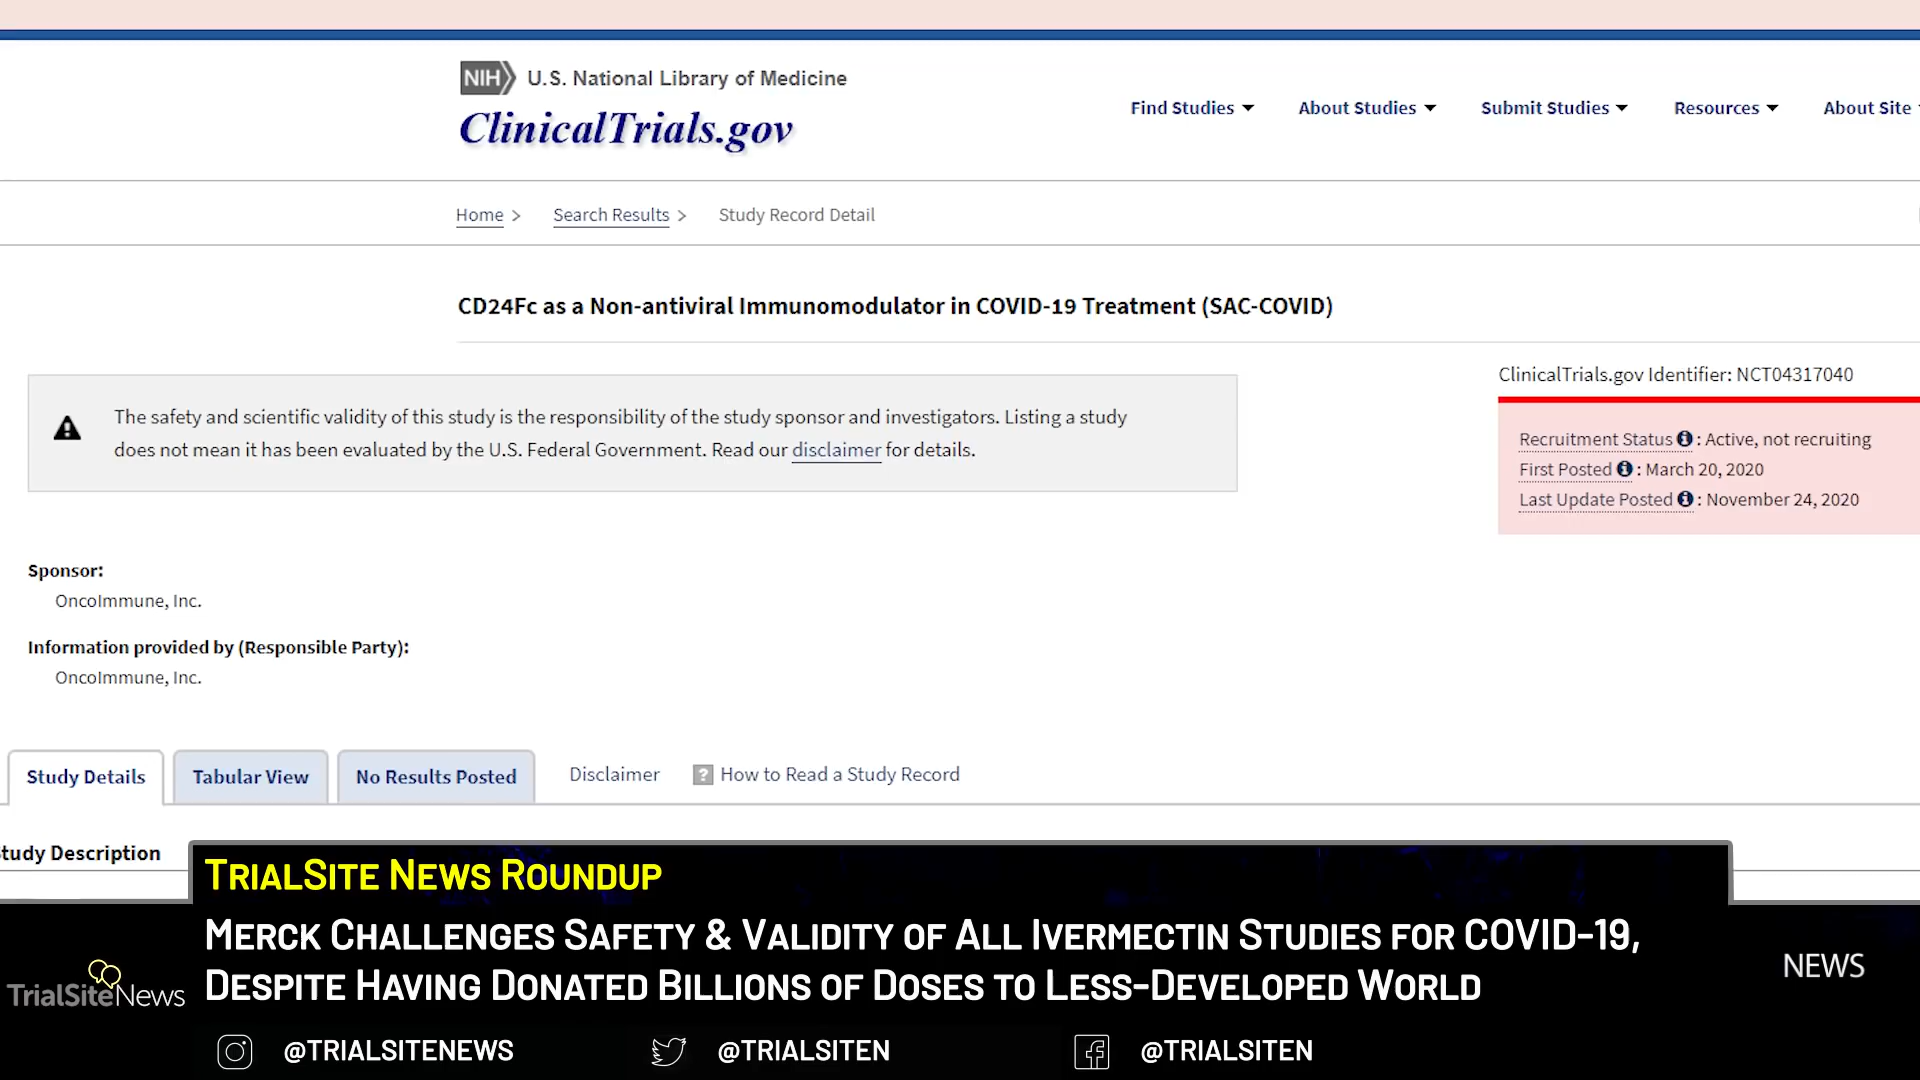 NIH U.S. National Library of Medicine
ClinicalTrials.gov
Find Studies About Studies Submit Studies Resources About Site
Home > Search Results > Study Record Detail
CD24Fc as a Non-antiviral Immunomodulator in COVID-19 Treatment (SAC-COVID)
The safety and scientific validity of this study is the responsibility of the study sponsor and investigators. Listing a study
does not mean it has been evaluated by the U.S. Federal Government. Read our disclaimer for details.
ClinicalTrials.gov Identifier: NCT04317040
Recruitment Status : Active, not recruiting
First Posted : March 20, 2020
Last Update Posted : November 24, 2020
Sponsor:
OncoImmune, Inc.
Information provided by (Responsible Party):
OncoImmune, Inc.
Study Details Tabular View No Results Posted Disclaimer ? How to Read a Study Record
tudy Description
TrialSite News Roundup
Merck Challenges Safety & Validity of All Ivermectin Studies for COVID-19,
Despite Having Donated Billions of Doses to Less-Developed World
TrialSiteNews
NEWS
@TRIALSITENEWS @TRIALSITEN @TRIALSITEN